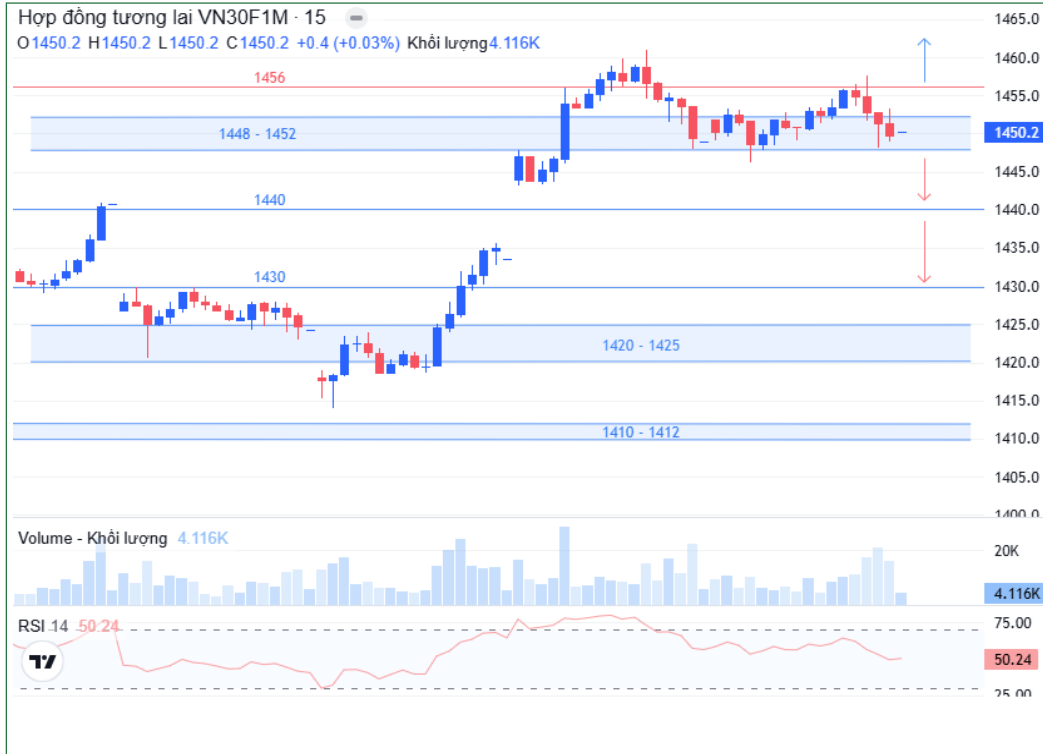 Hợp đồng tương lai VN30F1M · 15
O1450.2 H1450.2 L1450.2 C1450.2 +0.4 (+0.03%) Khối lượng4.116K
1465.0
1460.0
1456
1455.0
1448 - 1452
1450.2
1445.0
1440
1440.0
1435.0
1430
1430.0
1425.0
1420 - 1425
1420.0
1415.0
1410 - 1412
1410.0
1405.0
1400.0
Volume - Khối lượng 4.116K
20K
4.116K
RSI 14 50.24
75.00
50.24
25.00